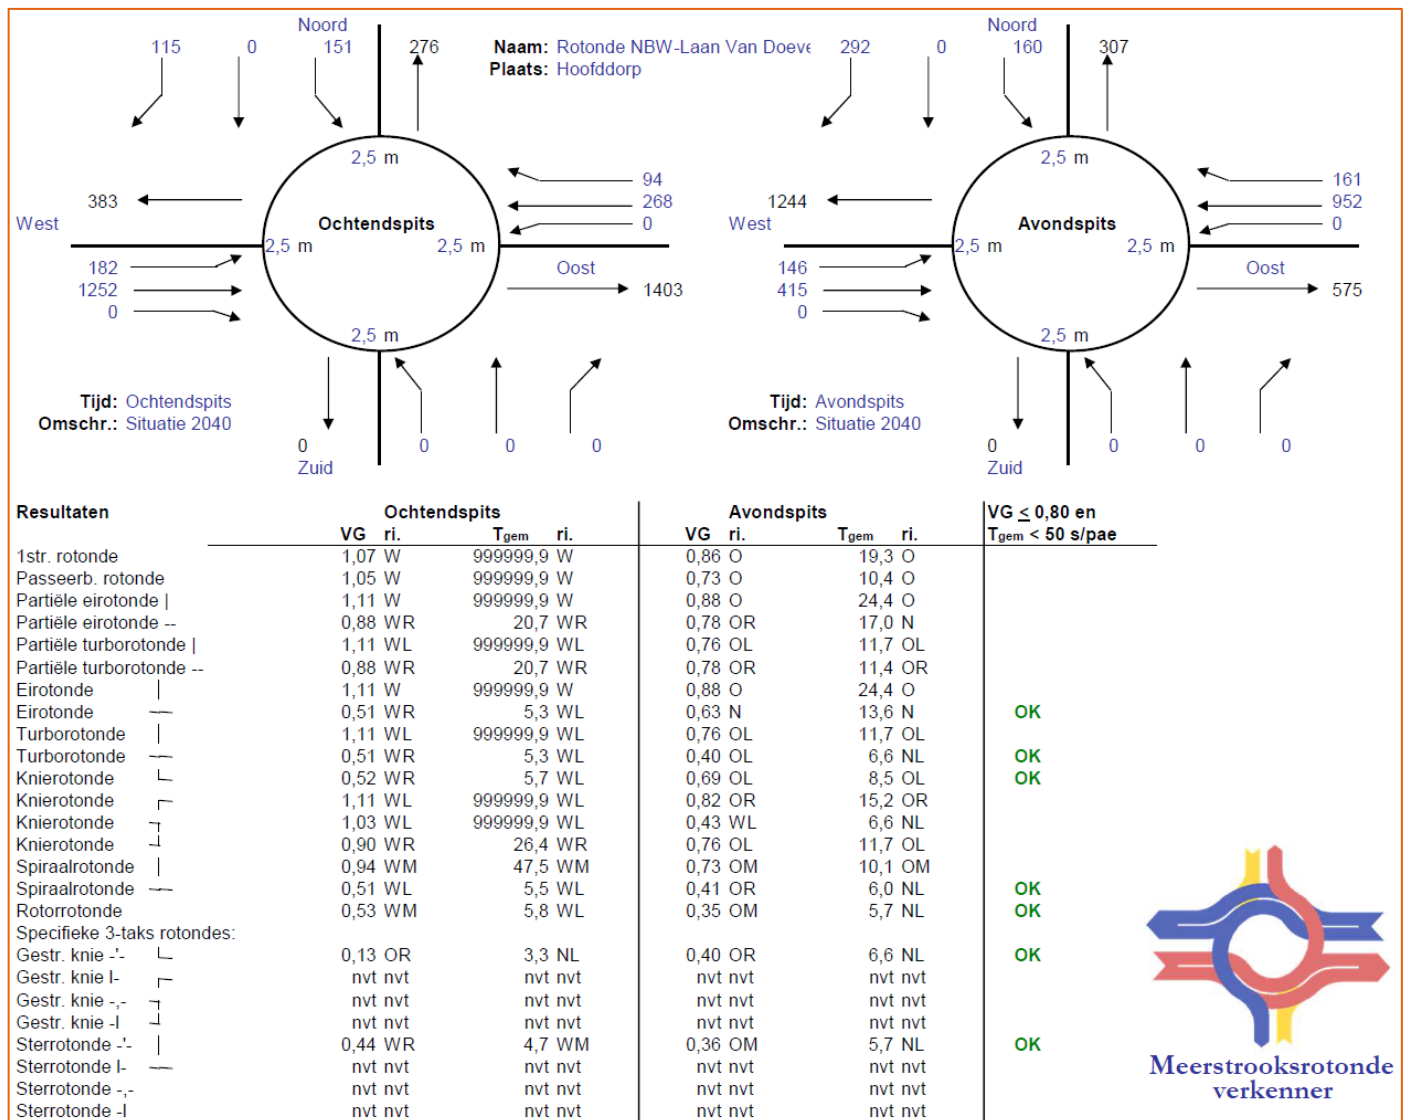 Noord
115 0 151 276
Naam: Rotonde NBW-Laan Van Doeve
Plaats: Hoofddorp
Noord
292 0 160 307
2,5 m
94
268
0
383
West
Ochtendspits
2,5 m 2,5 m
182
1252
0
Oost
1403
2,5 m
Tijd: Ochtendspits
Omschr.: Situatie 2040
0 0 0 0
Zuid
2,5 m
161
952
0
1244
West
Avondspits
2,5 m 2,5 m
146
415
0
Oost
575
2,5 m
Tijd: Avondspits
Omschr.: Situatie 2040
0 0 0 0
Zuid
Resultaten Ochtendspits Avondspits VG ≤ 0,80 en
VG ri. Tgem ri. VG ri. Tgem ri. Tgem < 50 s/pae
1str. rotonde 1,07 W 999999,9 W 0,86 O 19,3 O
Passeerb. rotonde 1,05 W 999999,9 W 0,73 O 10,4 O
Partiële eirotonde | 1,11 W 999999,9 W 0,88 O 24,4 O
Partiële eirotonde -- 0,88 WR 20,7 WR 0,78 OR 17,0 N
Partiële turborotonde | 1,11 WL 999999,9 WL 0,76 OL 11,7 OL
Partiële turborotonde -- 0,88 WR 20,7 WR 0,78 OR 11,4 OR
Eirotonde 1,11 W 999999,9 W 0,88 O 24,4 O
Eirotonde 0,51 WR 5,3 WL 0,63 N 13,6 N OK
Turborotonde 1,11 WL 999999,9 WL 0,76 OL 11,7 OL
Turborotonde 0,51 WR 5,3 WL 0,40 OL 6,6 NL OK
Knierotonde 0,52 WR 5,7 WL 0,69 OL 8,5 OL OK
Knierotonde 1,11 WL 999999,9 WL 0,82 OR 15,2 OR
Knierotonde 1,03 WL 999999,9 WL 0,43 WL 6,6 NL
Knierotonde 0,90 WR 26,4 WR 0,76 OL 11,7 OL
Spiraalrotonde 0,94 WM 47,5 WM 0,73 OM 10,1 OM
Spiraalrotonde 0,51 WL 5,5 WL 0,41 OR 6,0 NL OK
Rotorrotonde 0,53 WM 5,8 WL 0,35 OM 5,7 NL OK
Specifieke 3-taks rotondes:
Gestr. knie -'- 0,13 OR 3,3 NL 0,40 OR 6,6 NL OK
Gestr. knie I- nvt nvt nvt nvt nvt nvt nvt nvt
Gestr. knie -,- nvt nvt nvt nvt nvt nvt nvt nvt
Gestr. knie -I nvt nvt nvt nvt nvt nvt nvt nvt
Sterrotonde -'- 0,44 WR 4,7 WM 0,36 OM 5,7 NL OK
Sterrotonde I- nvt nvt nvt nvt nvt nvt nvt nvt
Sterrotonde -,- nvt nvt nvt nvt nvt nvt nvt nvt
Sterrotonde -I nvt nvt nvt nvt nvt nvt nvt nvt
Meerstrooksrotonde
verkenner